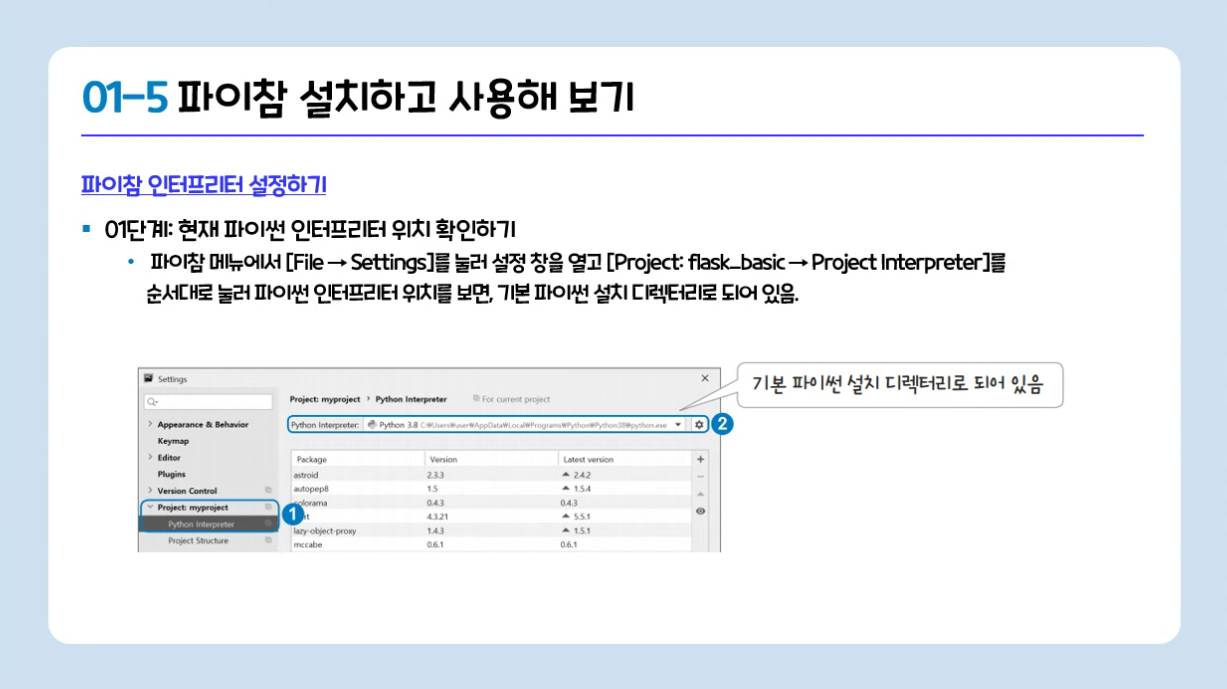 01-5 파이참 설치하고 사용해 보기
파이참 인터프리터 설정하기
01단계: 현재 파이썬 인터프리터 위치 확인하기
파이참 메뉴에서 [File → Settings]를 눌러 설정 창을 열고 [Project: flask_basic → Project Interpreter]를
순서대로 눌러 파이썬 인터프리터 위치를 보면, 기본 파이썬 설치 디렉터리로 되어 있음.
Settings
기본 파이썬 설치 디렉터리로 되어 있음
Project: myproject › Python Interpreter For current project
Python Interpreter: Python 3.8 C:₩Users₩user₩AppData₩Local₩Programs₩Python₩Python38₩python.exe 2
Appearance & Behavior
Keymap
Editor
Plugins
Version Control
Project: myproject
Python Interpreter
Project Structure
1
Package Version Latest version
astroid 2.3.3 2.4.2
autopep8 1.5 1.5.4
colorama 0.4.3 0.4.3
4.3.21 5.5.1
lazy-object-proxy 1.4.3 1.5.1
mccabe 0.6.1 0.6.1